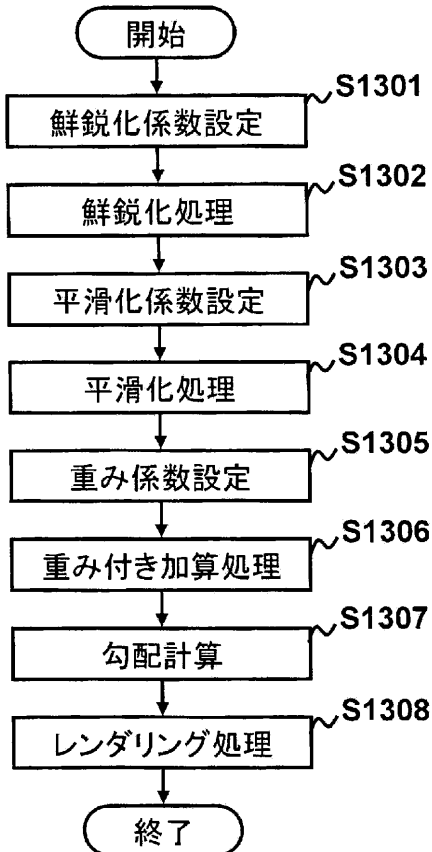 開始
S1301
鮮鋭化係数設定
S1302
鮮鋭化処理
S1303
平滑化係数設定
S1304
平滑化処理
S1305
重み係数設定
S1306
重み付き加算処理
S1307
勾配計算
S1308
レンダリング処理
終了